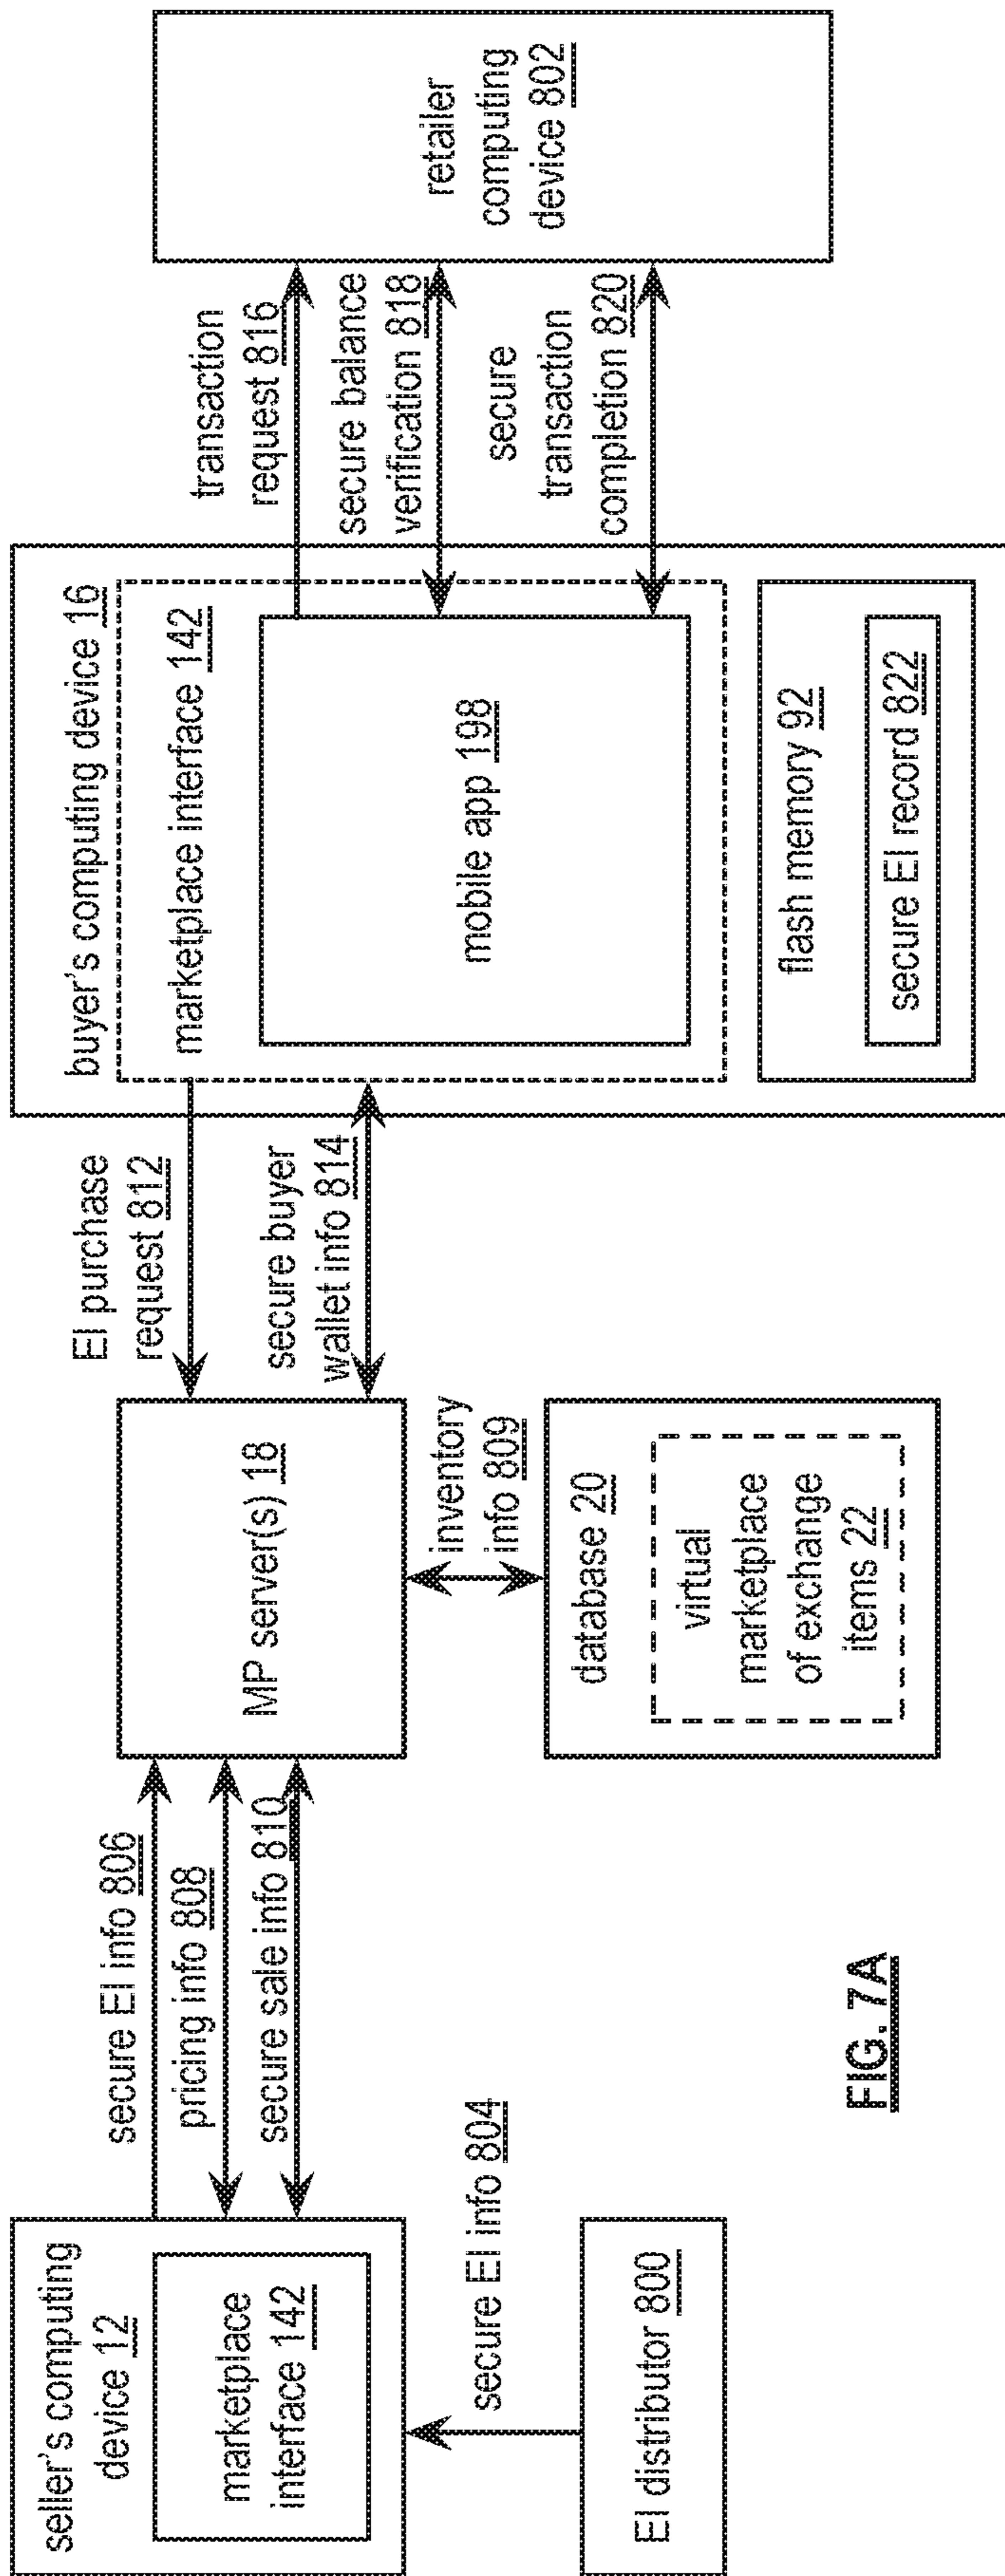 seller's computing
device 12
marketplace
interface 142
secure EI info 804
EI distributor 800
secure EI info 806
pricing info 808
secure sale info 810
MP server(s) 18
inventory
info 809
database 20
virtual
marketplace
of exchange
items 22
EI purchase
request 812
secure buyer
wallet info 814
buyer's computing device 16
marketplace interface 142
mobile app 198
flash memory 92
secure EI record 822
transaction
request 816
secure balance
verification 818
secure
transaction
completion 820
retailer
computing
device 802
FIG. 7A